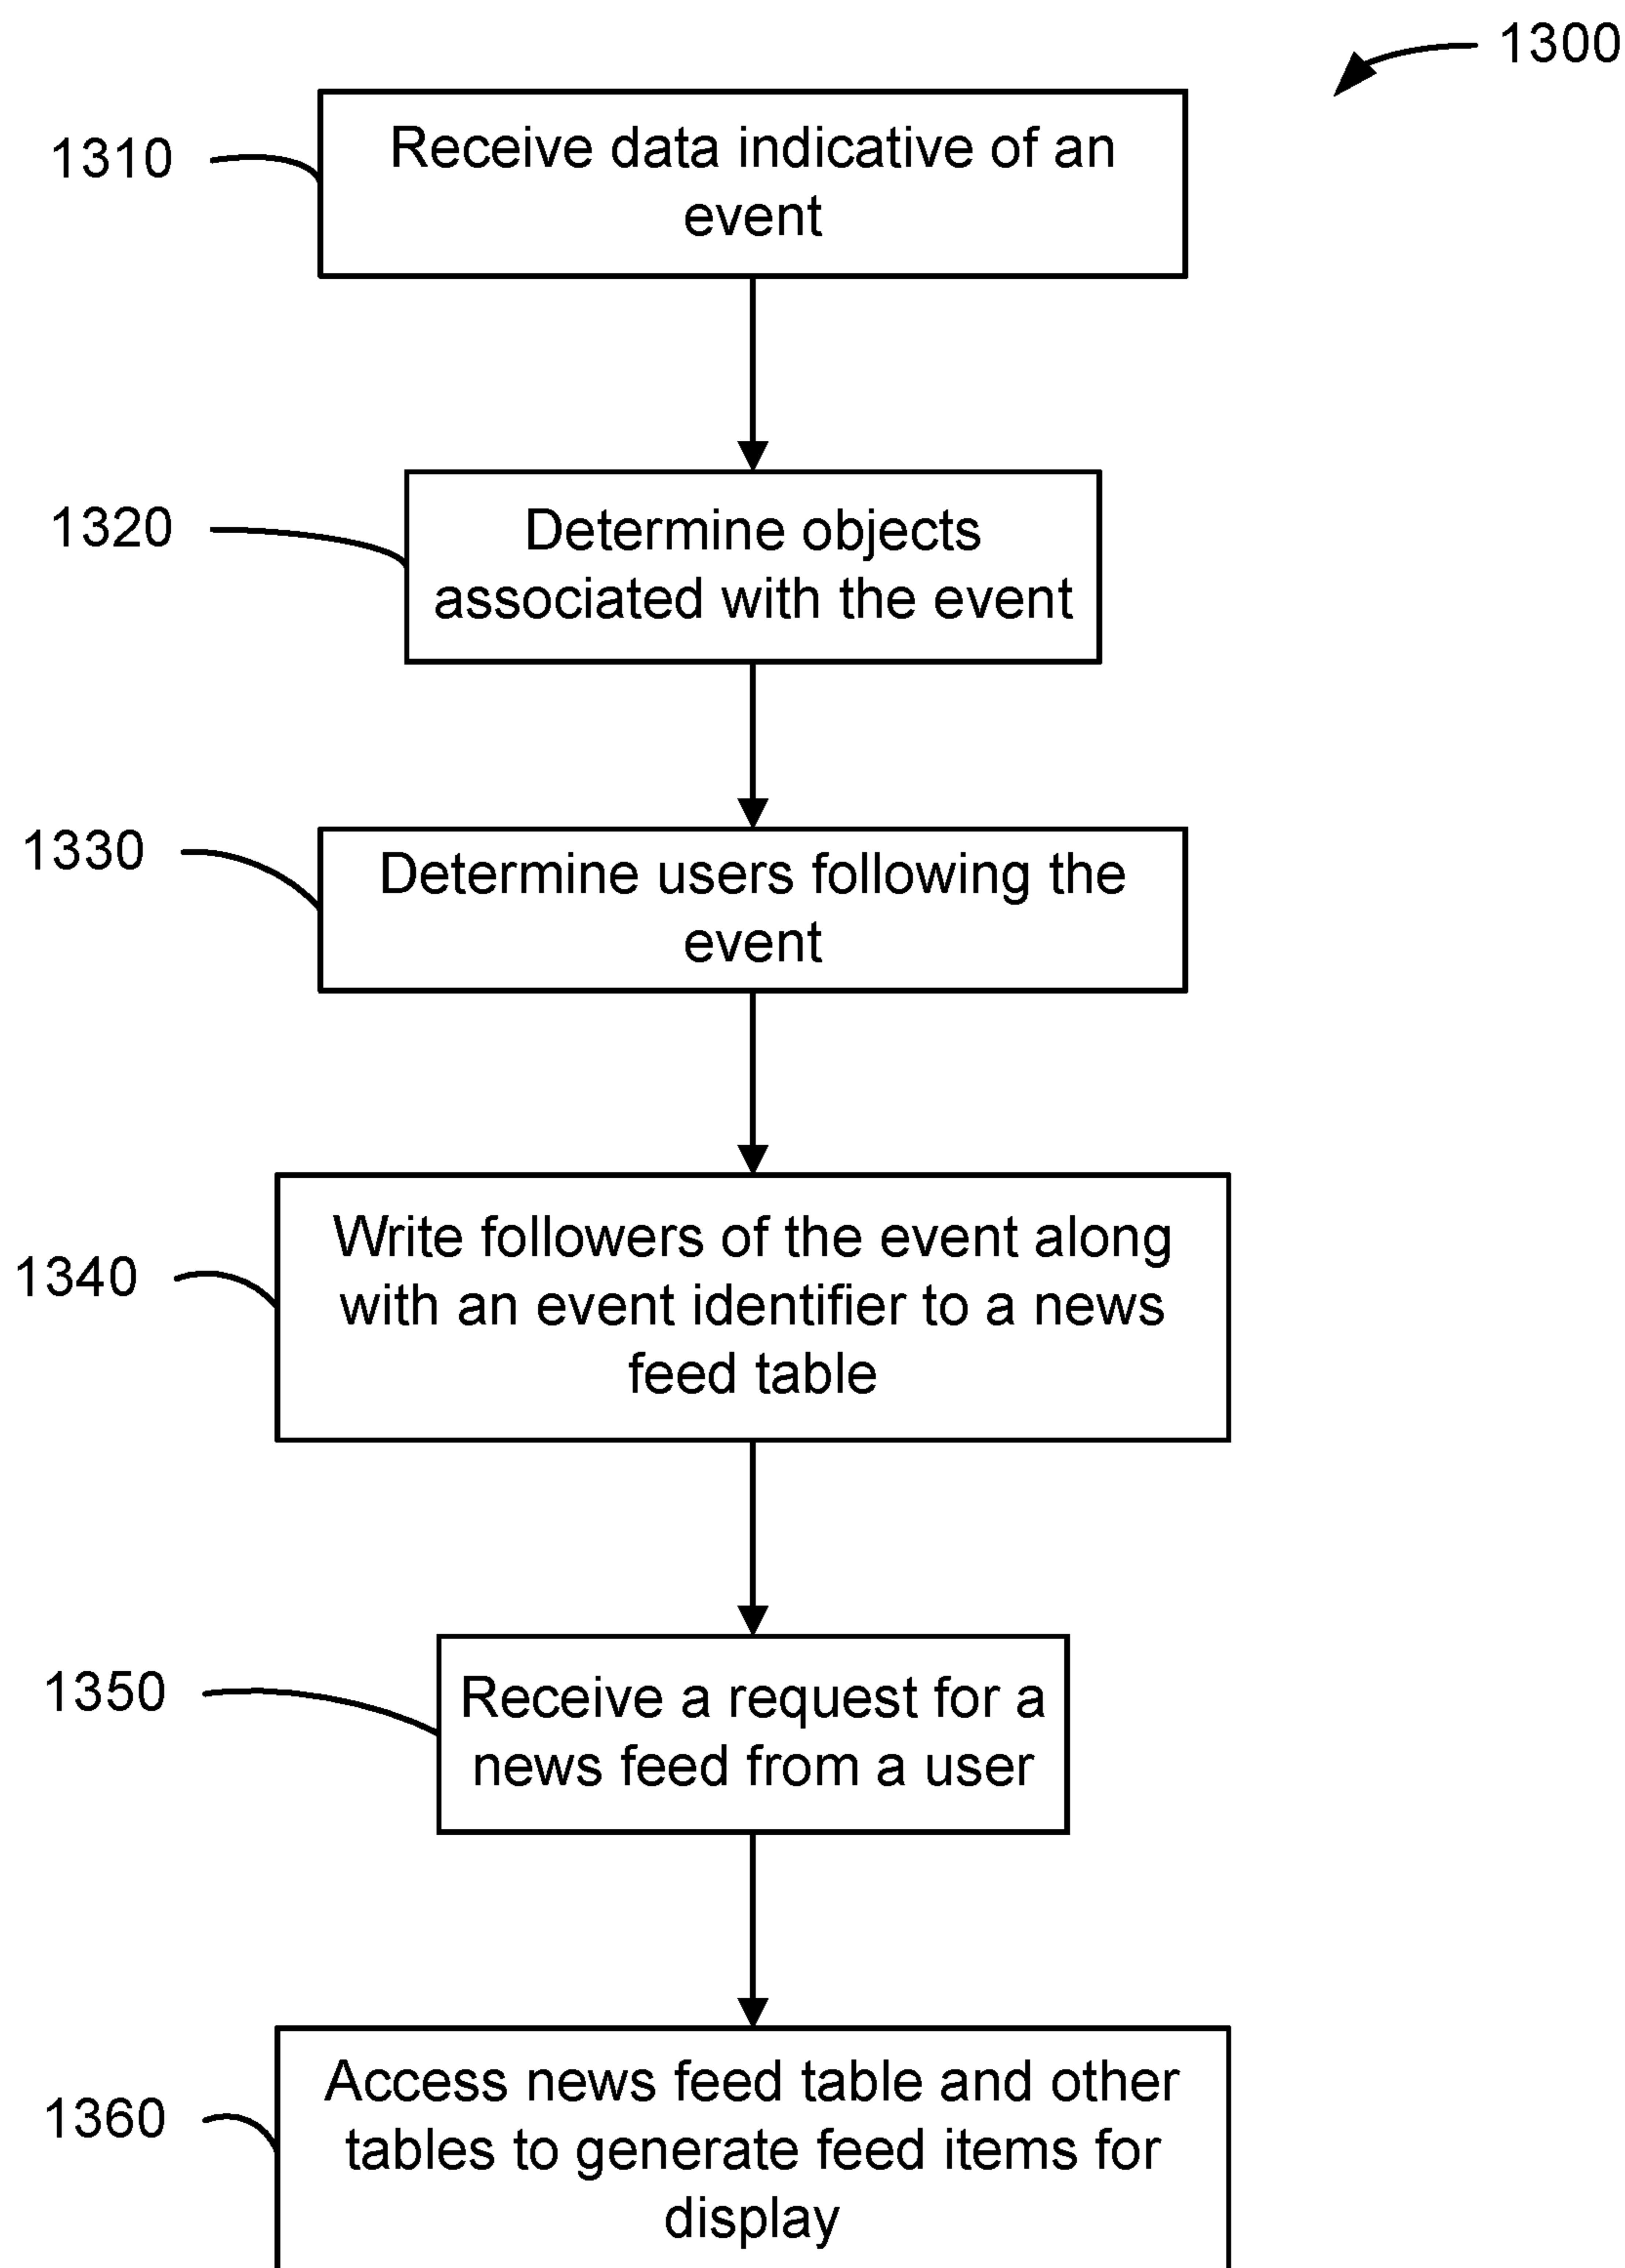 1300
1310
Receive data indicative of an
event
1320
Determine objects
associated with the event
1330
Determine users following the
event
1340
Write followers of the event along
with an event identifier to a news
feed table
1350
Receive a request for a
news feed from a user
1360
Access news feed table and other
tables to generate feed items for
display